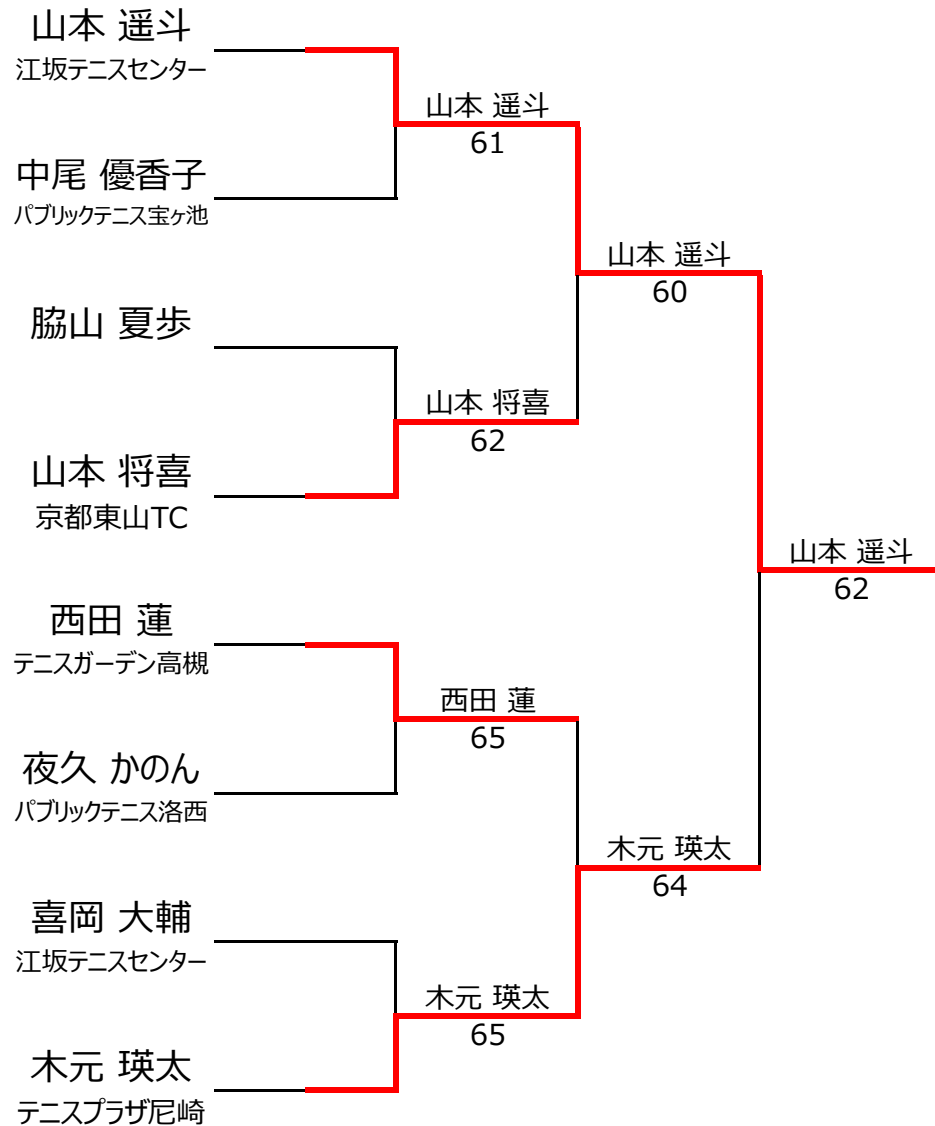 山本 遥斗
江坂テニスセンター
山本 遥斗
61
中尾 優香子
パブリックテニス宝ヶ池
山本 遥斗
60
脇山 夏歩
山本 将喜
62
山本 将喜
京都東山TC
山本 遥斗
62
西田 蓮
テニスガーデン高槻
西田 蓮
65
夜久 かのん
パブリックテニス洛西
木元 瑛太
64
喜岡 大輔
江坂テニスセンター
木元 瑛太
65
木元 瑛太
テニスプラザ尼崎